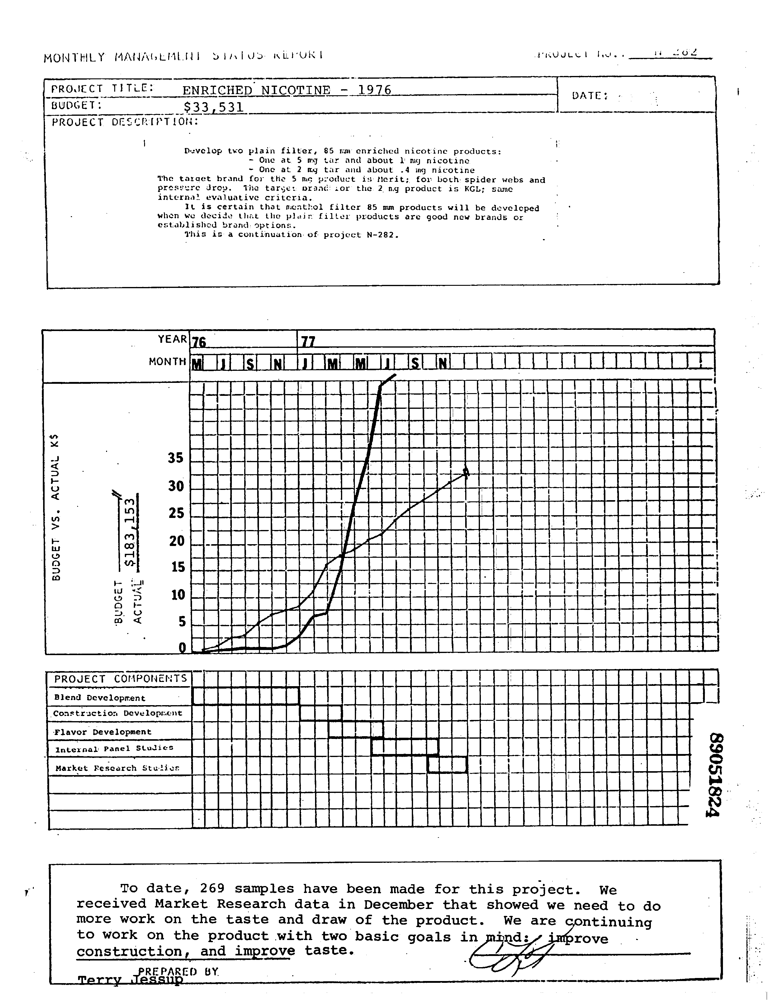 MONTHLY MANAGEMENT STATUS REPORT PROJECT NO.: N-282
PROJECT TITLE: ENRICHED NICOTINE - 1976
DATE:
BUDGET: $33,531
PROJECT DESCRIPTION:
Develop two plain filter, 85 mm enriched nicotine products:
- One at 5 mg tar and about 1 mg nicotine
- One at 2 mg tar and about .4 mg nicotine
The target brand for the 5 mg product is Merit; for both spider webs and
pressure drop. The target brand for the 2 mg product is KGL; same
internal evaluative criteria.
It is certain that menthol filter 85 mm products will be developed
when we decide that the plain filter products are good new brands or
established brand options.
This is a continuation of project N-282.
YEAR 76 77
MONTH M J S N J M M J S N
BUDGET VS. ACTUAL K$
BUDGET
ACTUAL $183,153
35
30
25
20
15
10
5
0
PROJECT COMPONENTS
Blend Development
Construction Development
Flavor Development
Internal Panel Studies
Market Research Studies
89051824
To date, 269 samples have been made for this project. We
received Market Research data in December that showed we need to do
more work on the taste and draw of the product. We are continuing
to work on the product with two basic goals in mind: improve
construction, and improve taste.
PREPARED BY
Terry Jessup